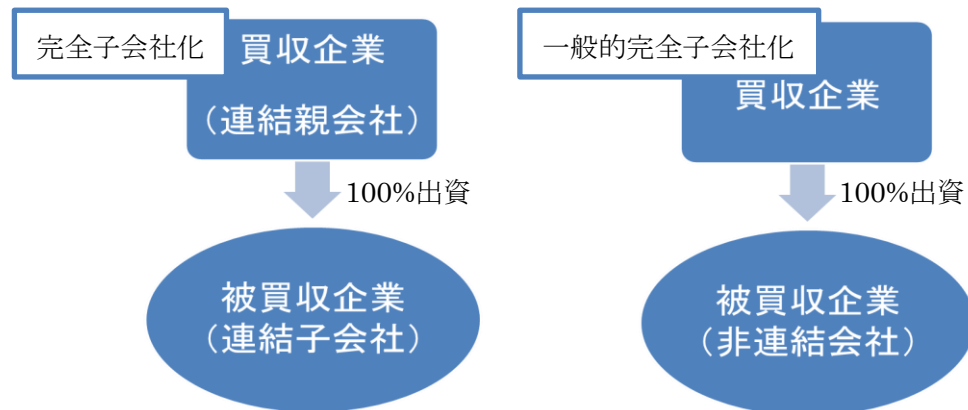 完全子会社化
買収企業
（連結親会社）
100%出資
被買収企業
（連結子会社）
一般的完全子会社化
買収企業
100%出資
被買収企業
（非連結会社）